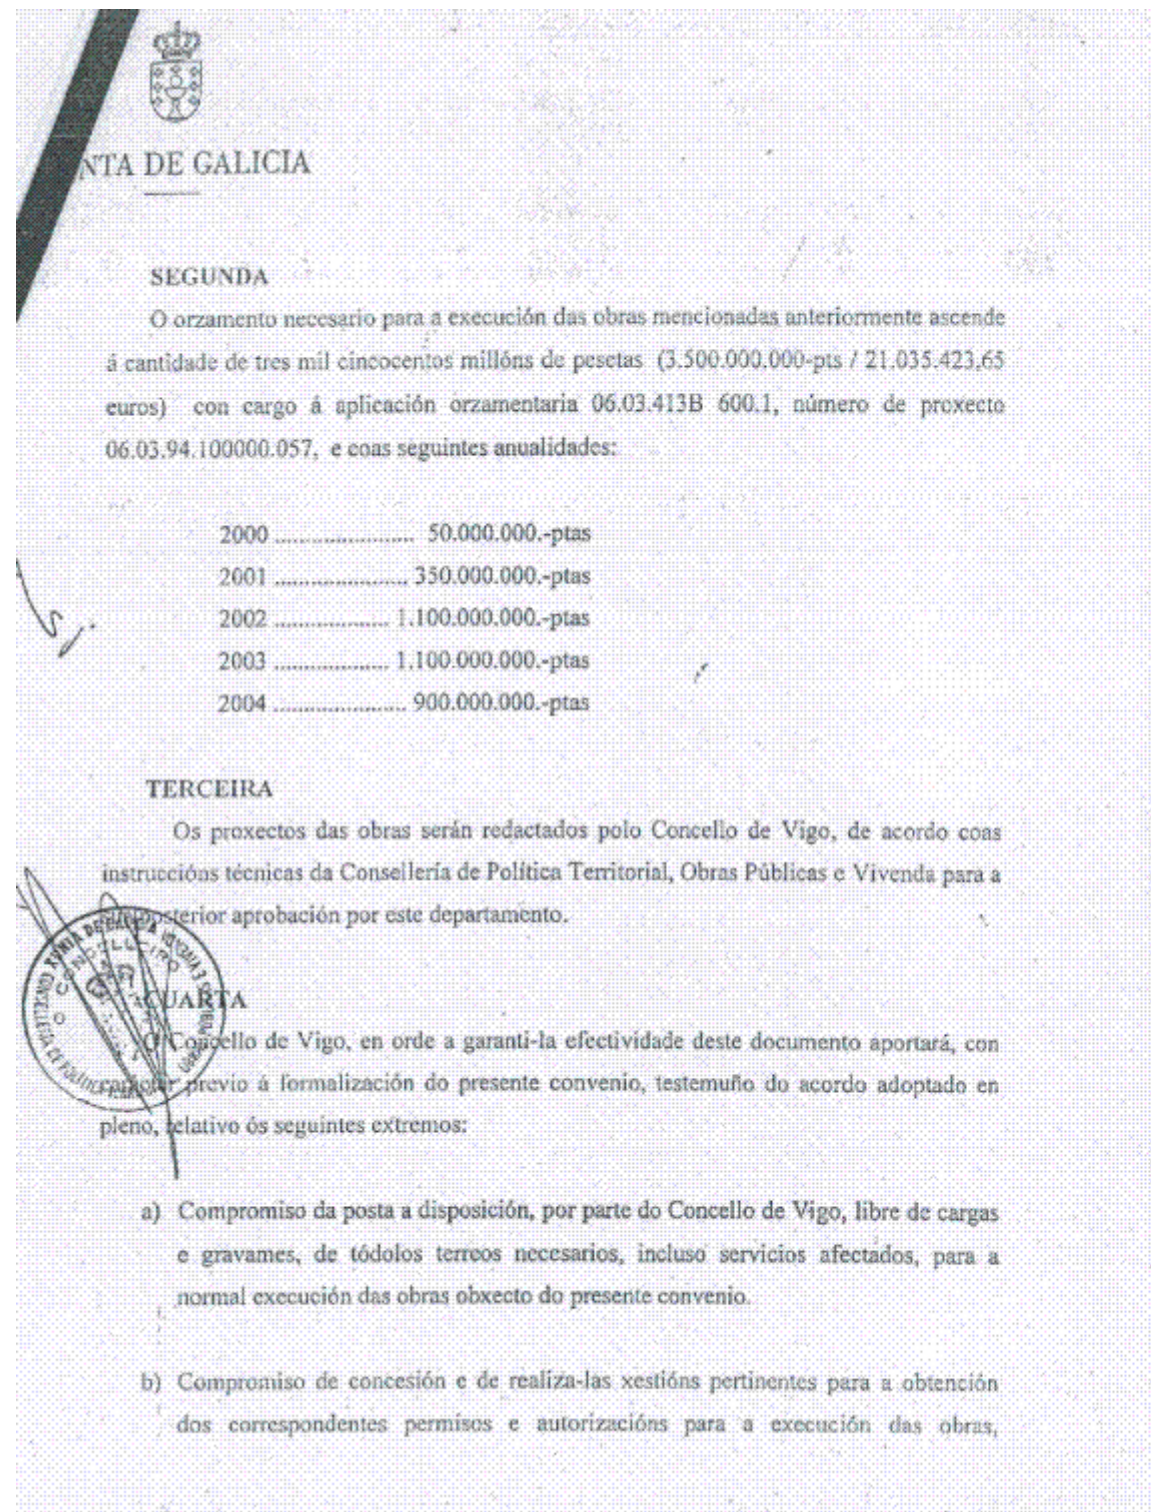 NTA DE GALICIA
SEGUNDA
O orzamento necesario para a execución das obras mencionadas anteriormente ascende
á cantidade de tres mil cincocentos millóns de pesetas (3.500.000.000-pts / 21.035.423,65
euros) con cargo á aplicación orzamentaria 06.03.413B 600.1, número de proxecto
06.03.94.100000.057, e coas seguintes anualidades:
2000 ....................... 50.000.000.-ptas
2001 ...................... 350.000.000.-ptas
2002 ................... 1.100.000.000.-ptas
2003 ................... 1.100.000.000.-ptas
2004 ...................... 900.000.000.-ptas
TERCEIRA
Os proxectos das obras serán redactados polo Concello de Vigo, de acordo coas
instruccións técnicas da Consellería de Política Territorial, Obras Públicas e Vivenda para a
posterior aprobación por este departamento.
XUNTA DE GALICIA
CONSELLEIRO
CUARTA
O Concello de Vigo, en orde a garanti-la efectividade deste documento aportará, con
carácter previo á formalización do presente convenio, testemuño do acordo adoptado en
pleno, relativo ós seguintes extremos:
a) Compromiso da posta a disposición, por parte do Concello de Vigo, libre de cargas
e gravames, de tódolos terreos necesarios, incluso servicios afectados, para a
normal execución das obras obxecto do presente convenio.
b) Compromiso de concesión e de realiza-las xestións pertinentes para a obtención
dos correspondentes permisos e autorizacións para a execución das obras,